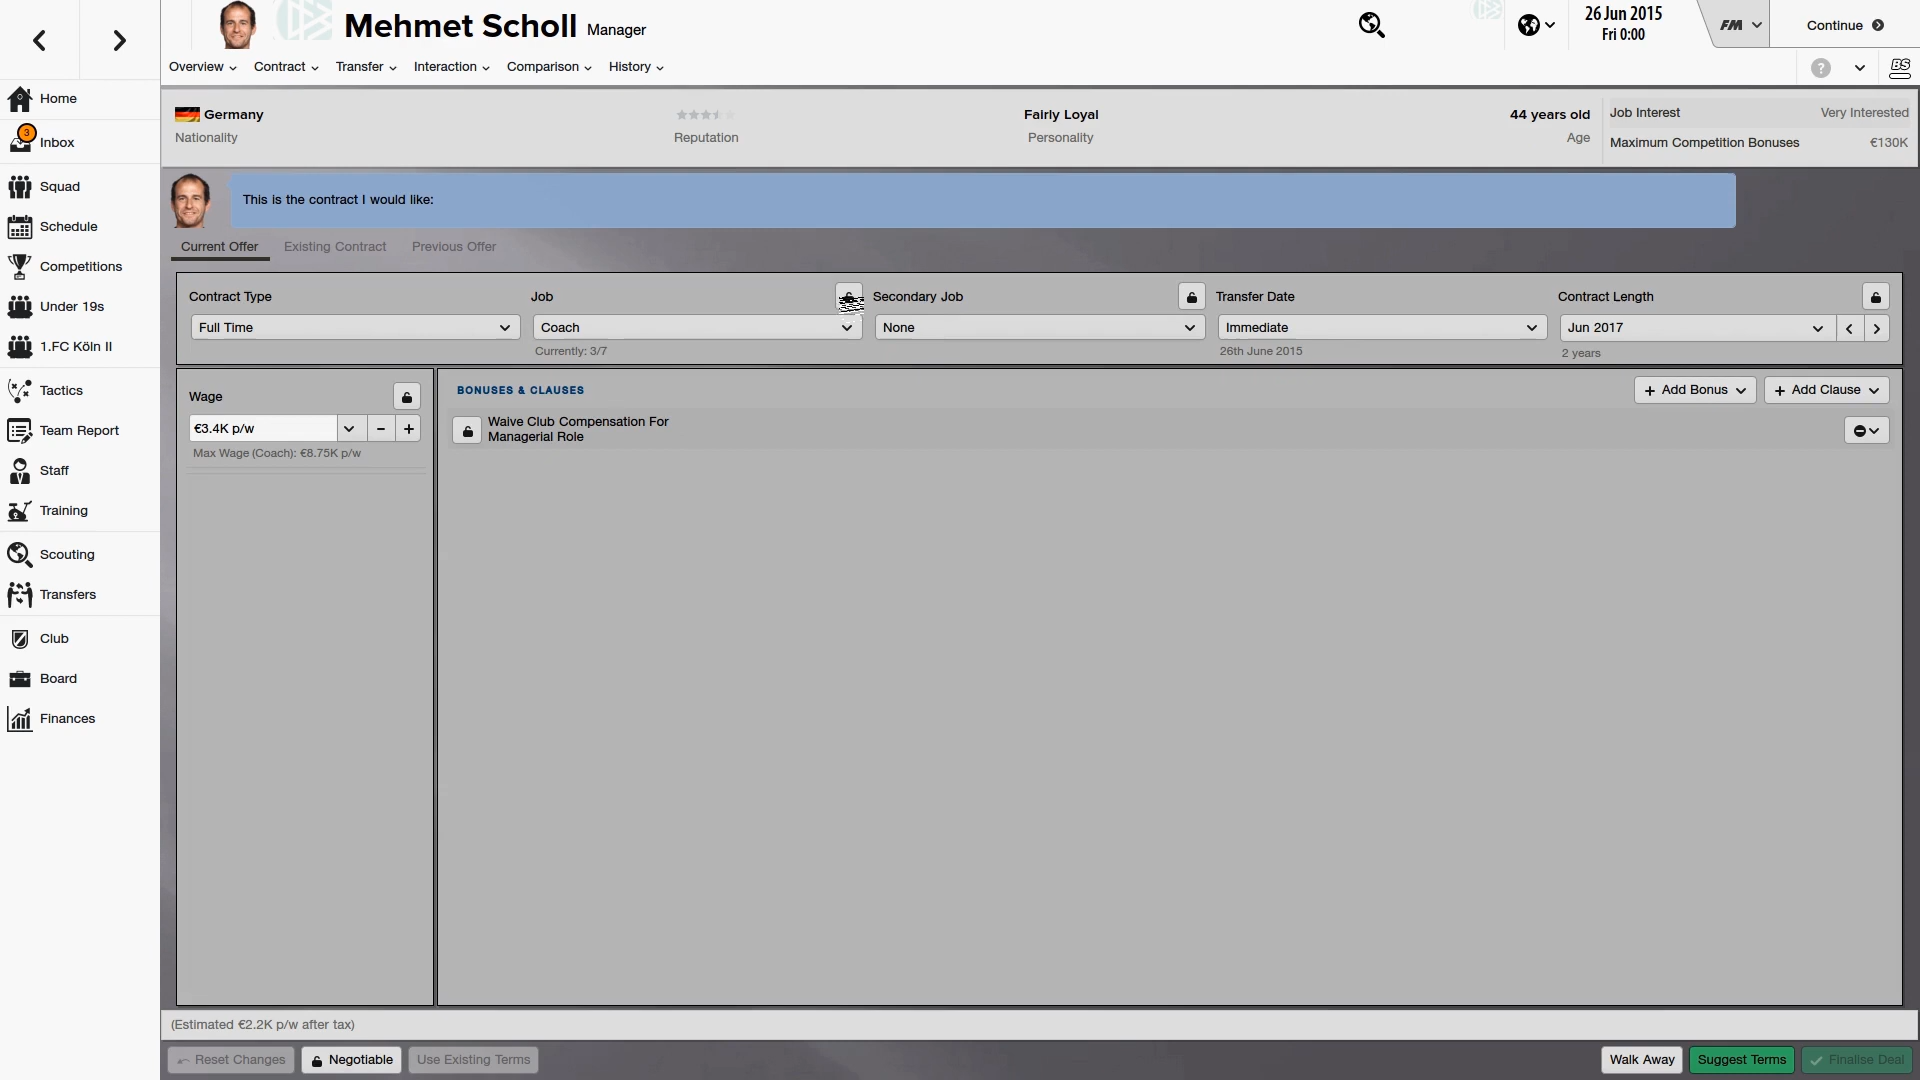 Mehmet Scholl Manager
26 Jun 2015
Fri 0:00
FM
Continue
Overview Contract Transfer Interaction Comparison History
?
BS
Home
3
Inbox
Squad
Schedule
Competitions
Under 19s
1.FC Köln II
Tactics
Team Report
Staff
Training
Scouting
Transfers
Club
Board
Finances
Germany
Nationality
Reputation
Fairly Loyal
Personality
44 years old
Age
Job Interest Very Interested
Maximum Competition Bonuses €130K
This is the contract I would like:
Current Offer Existing Contract Previous Offer
Contract Type
Full Time
Job
Coach
Currently: 3/7
Secondary Job
None
Transfer Date
Immediate
26th June 2015
Contract Length
Jun 2017
2 years
Wage
€3.4K p/w
- +
Max Wage (Coach): €8.75K p/w
BONUSES & CLAUSES
+ Add Bonus
+ Add Clause
Waive Club Compensation For
Managerial Role
(Estimated €2.2K p/w after tax)
Reset Changes Negotiable Use Existing Terms
Walk Away Suggest Terms Finalise Deal